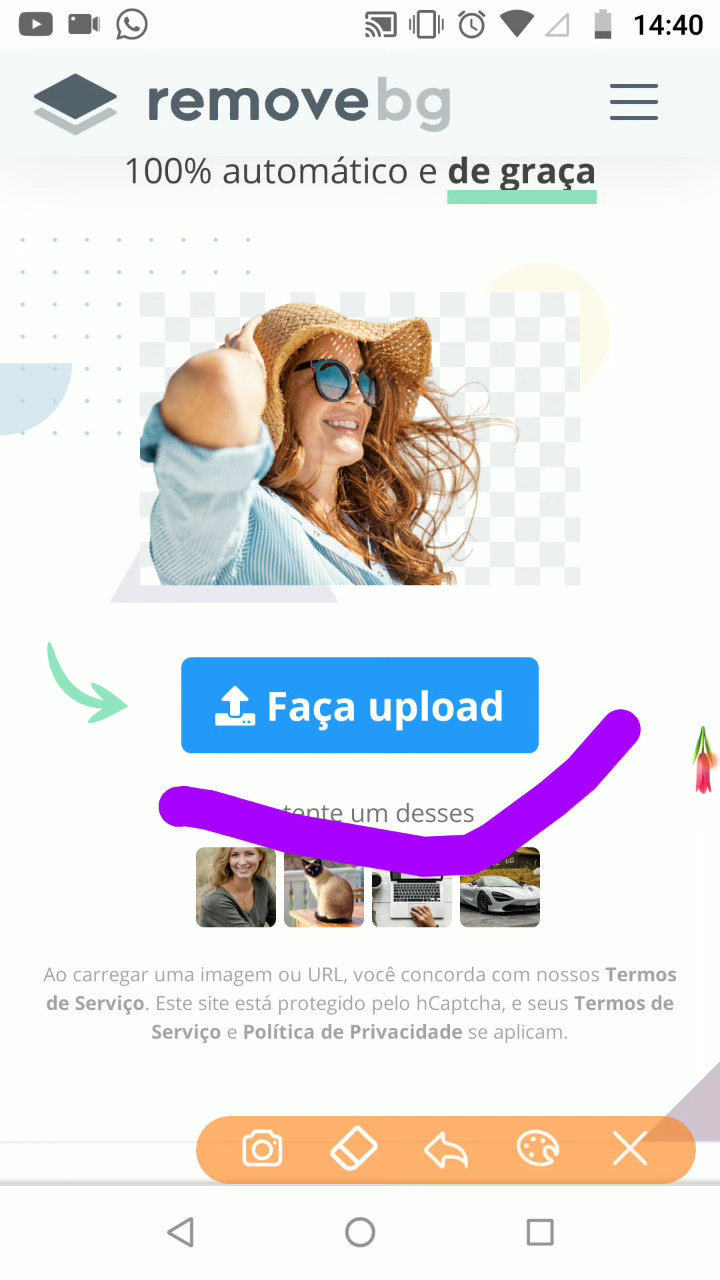 14:40
removebg
100% automático e de graça
Faça upload
tente um desses
Ao carregar uma imagem ou URL, você concorda com nossos Termos
de Serviço. Este site está protegido pelo hCaptcha, e seus Termos de
Serviço e Política de Privacidade se aplicam.